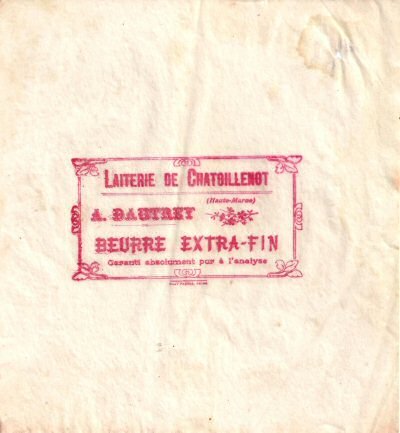 LAITERIE DE CHATOILLENOT
(Haute-Marne)
A. DAUTREY
BEURRE EXTRA-FIN
Garanti absolument pur à l'analyse